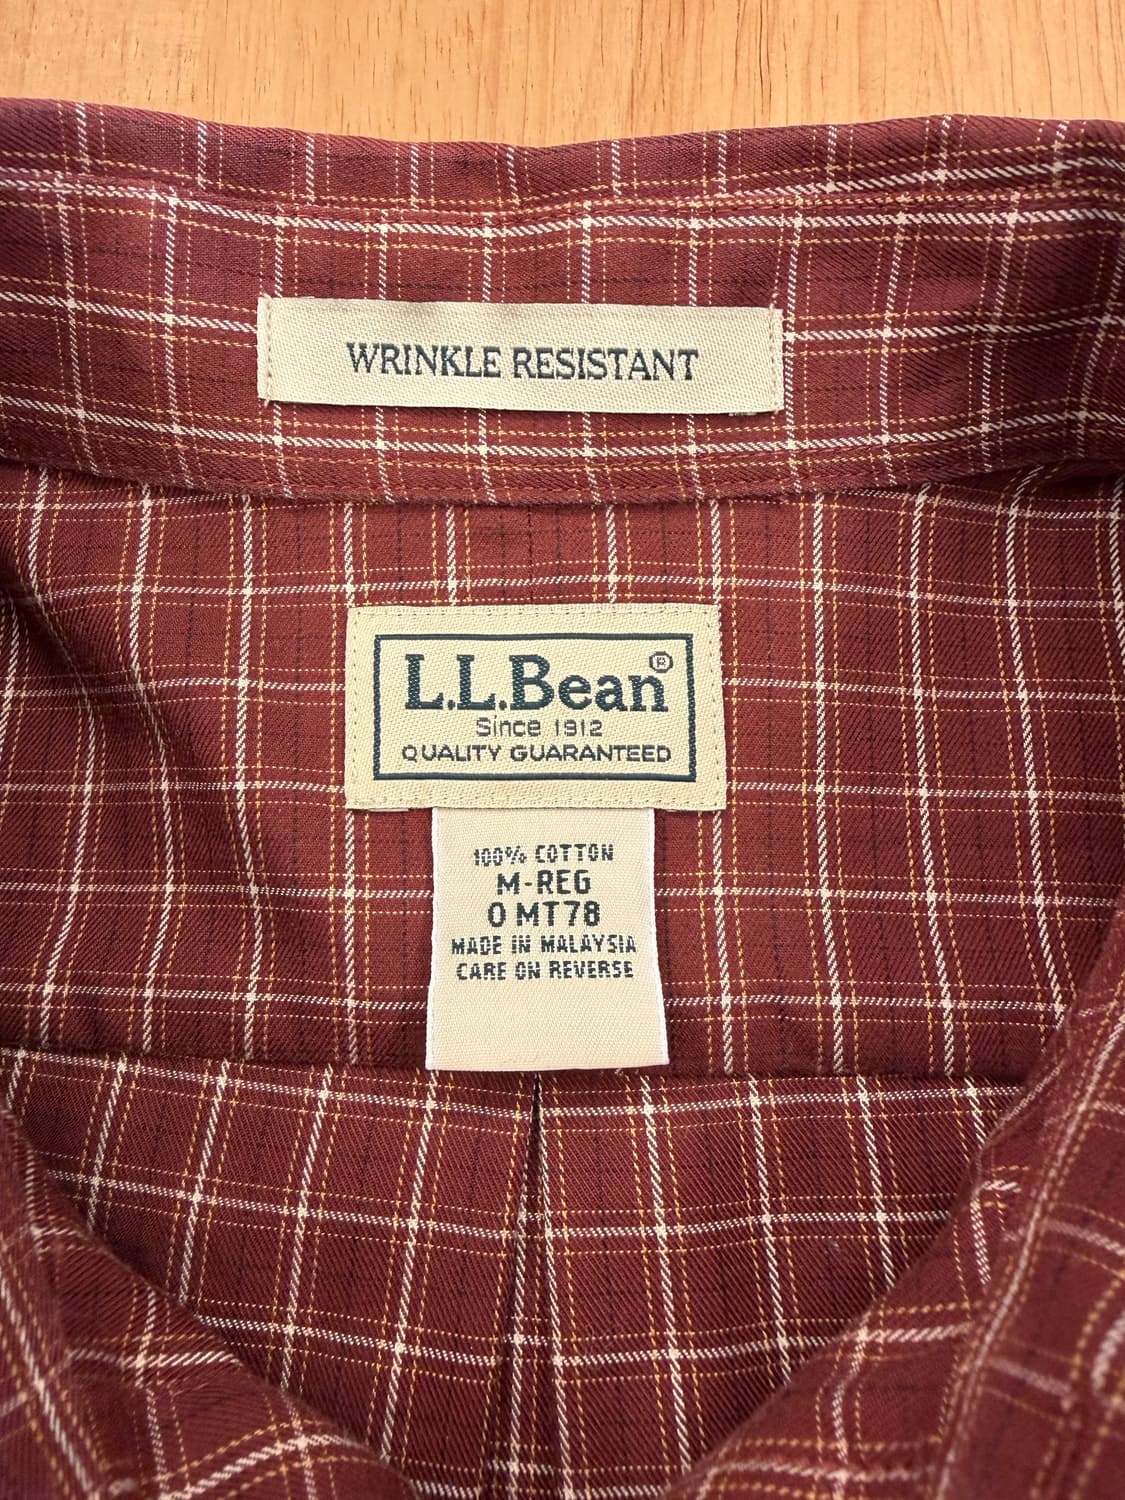 WRINKLE RESISTANT
L.L.Bean®
Since 1912
QUALITY GUARANTEED
100% COTTON
M-REG
0 MT78
MADE IN MALAYSIA
CARE ON REVERSE